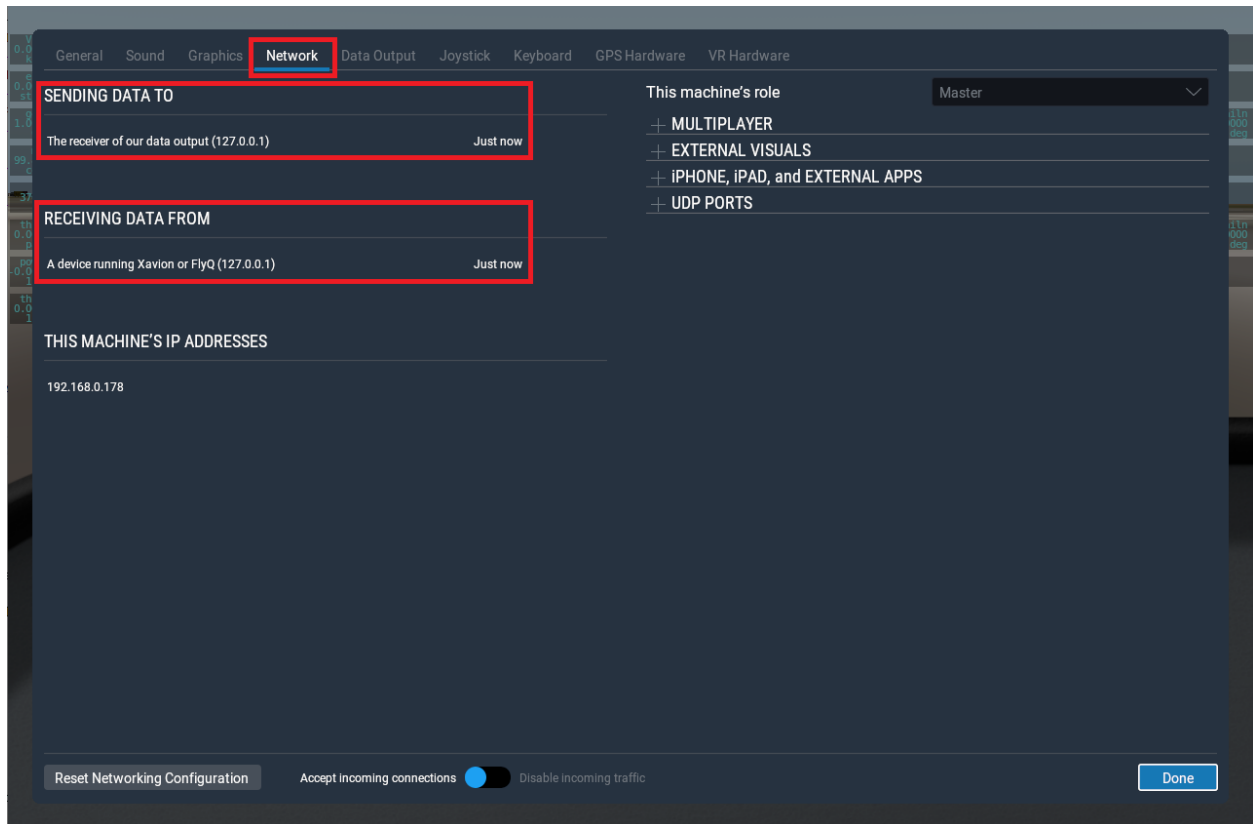 General Sound Graphics Network Data Output Joystick Keyboard GPS Hardware VR Hardware
SENDING DATA TO
The receiver of our data output (127.0.0.1) Just now
RECEIVING DATA FROM
A device running Xavion or FlyQ (127.0.0.1) Just now
THIS MACHINE'S IP ADDRESSES
192.168.0.178
This machine's role Master
MULTIPLAYER
EXTERNAL VISUALS
iPHONE, iPAD, and EXTERNAL APPS
UDP PORTS
Reset Networking Configuration Accept incoming connections Disable incoming traffic Done